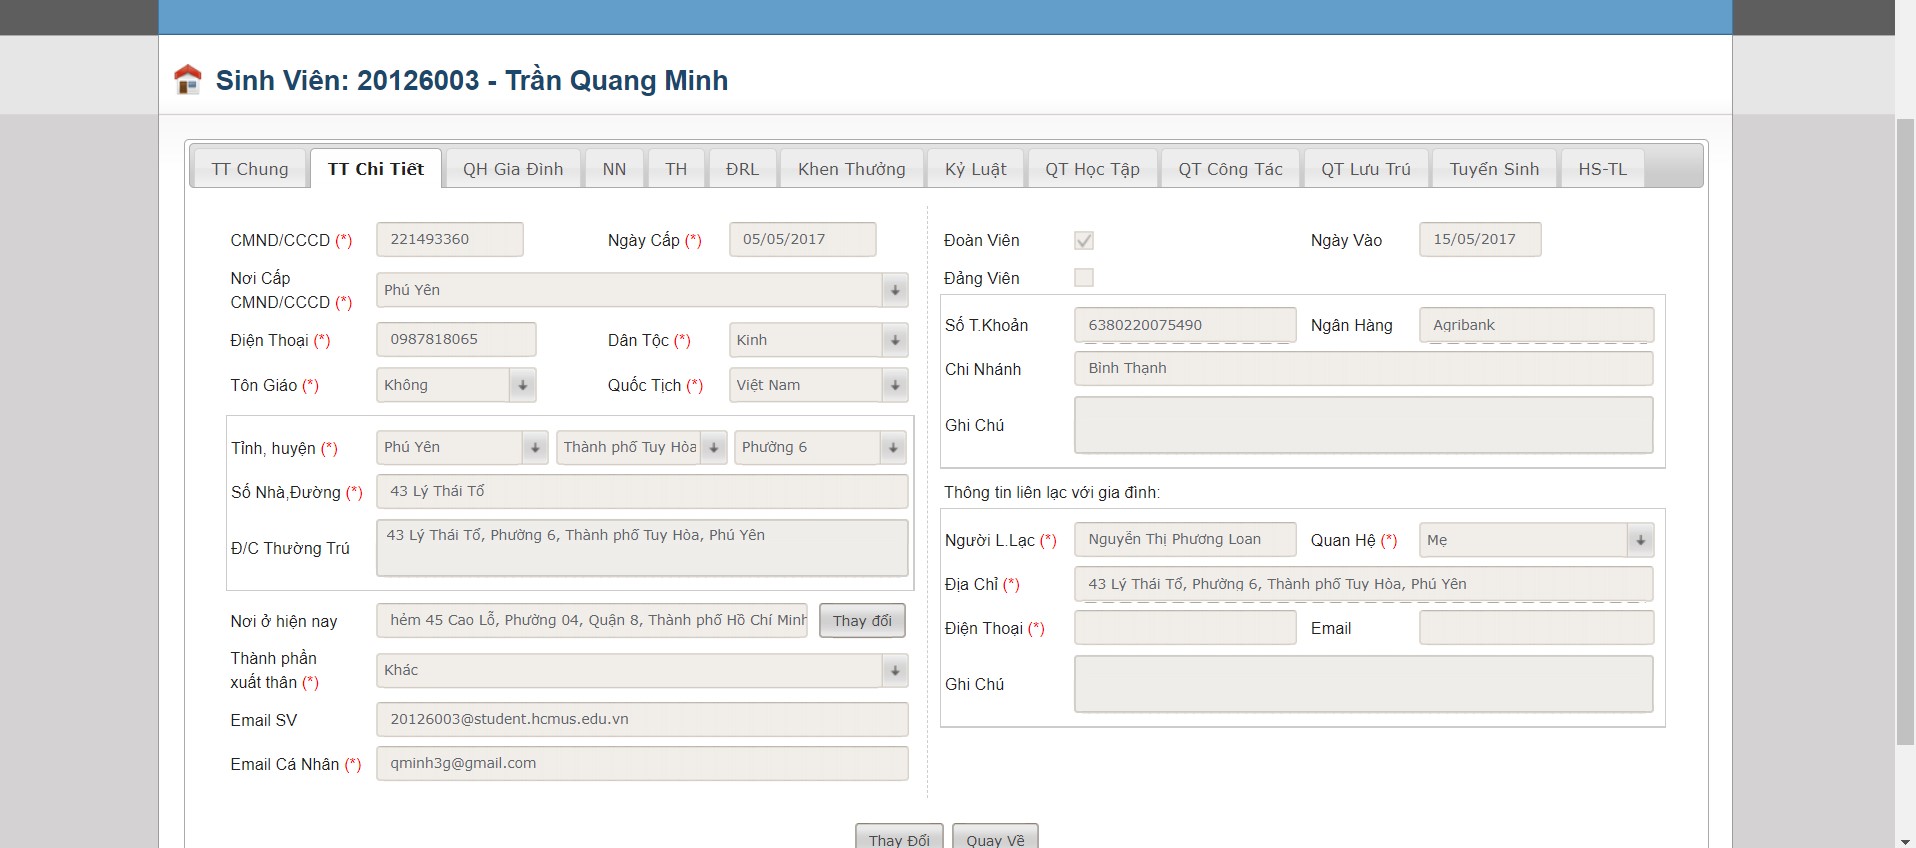 Sinh Viên: 20126003 - Trần Quang Minh
TT Chung TT Chi Tiết QH Gia Đình NN TH ĐRL Khen Thưởng Kỷ Luật QT Học Tập QT Công Tác QT Lưu Trú Tuyển Sinh HS-TL
CMND/CCCD (*) 221493360 Ngày Cấp (*) 05/05/2017
Nơi Cấp
CMND/CCCD (*) Phú Yên
Điện Thoại (*) 0987818065 Dân Tộc (*) Kinh
Tôn Giáo (*) Không Quốc Tịch (*) Việt Nam
Tỉnh, huyện (*) Phú Yên Thành phố Tuy Hòa Phường 6
Số Nhà,Đường (*) 43 Lý Thái Tổ
Đ/C Thường Trú 43 Lý Thái Tổ, Phường 6, Thành phố Tuy Hòa, Phú Yên
Nơi ở hiện nay hẻm 45 Cao Lỗ, Phường 04, Quận 8, Thành phố Hồ Chí Minh Thay đổi
Thành phần
xuất thân (*) Khác
Email SV 20126003@student.hcmus.edu.vn
Email Cá Nhân (*) qminh3g@gmail.com
Đoàn Viên Ngày Vào 15/05/2017
Đảng Viên
Số T.Khoản 6380220075490 Ngân Hàng Agribank
Chi Nhánh Bình Thạnh
Ghi Chú
Thông tin liên lạc với gia đình:
Người L.Lạc (*) Nguyễn Thị Phương Loan Quan Hệ (*) Mẹ
Địa Chỉ (*) 43 Lý Thái Tổ, Phường 6, Thành phố Tuy Hòa, Phú Yên
Điện Thoại (*) Email
Ghi Chú
Thay Đổi Quay Về